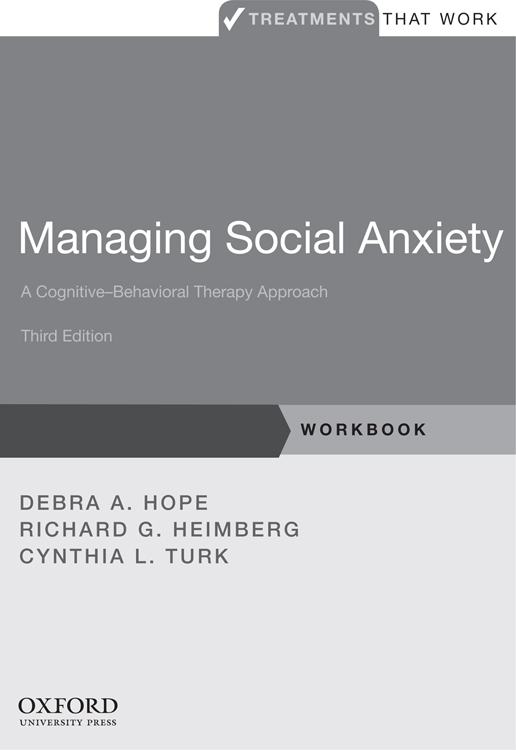 TREATMENTS THAT WORK
Managing Social Anxiety
A Cognitive–Behavioral Therapy Approach
Third Edition
WORKBOOK
DEBRA A. HOPE
RICHARD G. HEIMBERG
CYNTHIA L. TURK
OXFORD
UNIVERSITY PRESS